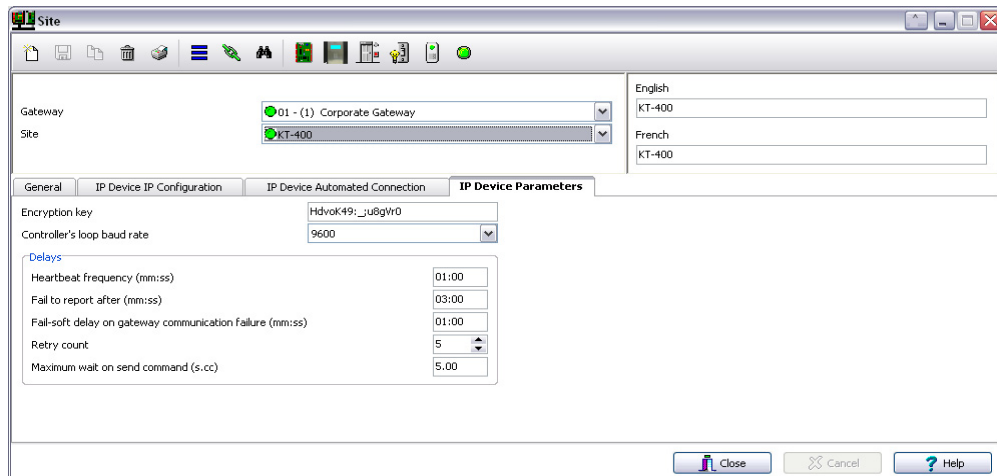 Site
Gateway
01 - (1) Corporate Gateway
Site
KT-400
English
KT-400
French
KT-400
General IP Device IP Configuration IP Device Automated Connection IP Device Parameters
Encryption key HdvoK49:_;u8gVr0
Controller's loop baud rate 9600
Delays
Heartbeat frequency (mm:ss) 01:00
Fail to report after (mm:ss) 03:00
Fail-soft delay on gateway communication failure (mm:ss) 01:00
Retry count 5
Maximum wait on send command (s.cc) 5.00
Close Cancel Help